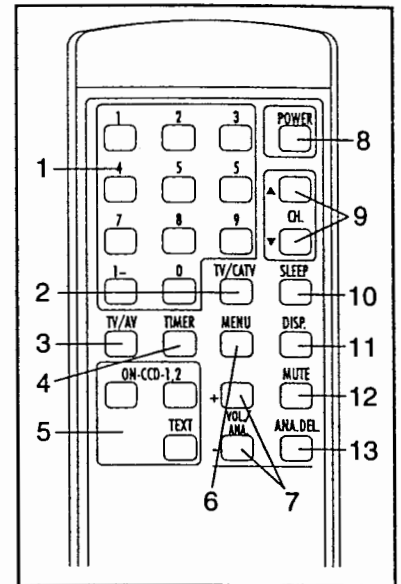 1 2 3 POWER
8
1 4 5 5
CH.
9
7 8 9
1- 0 TV/CATV SLEEP
2 10
TV/AV TIMER MENU DISP.
3 11
4
ON-CCD-1,2 MUTE
12
+
5 TEXT VOL./ ANA.DEL.
ANA.
- 13
6 7